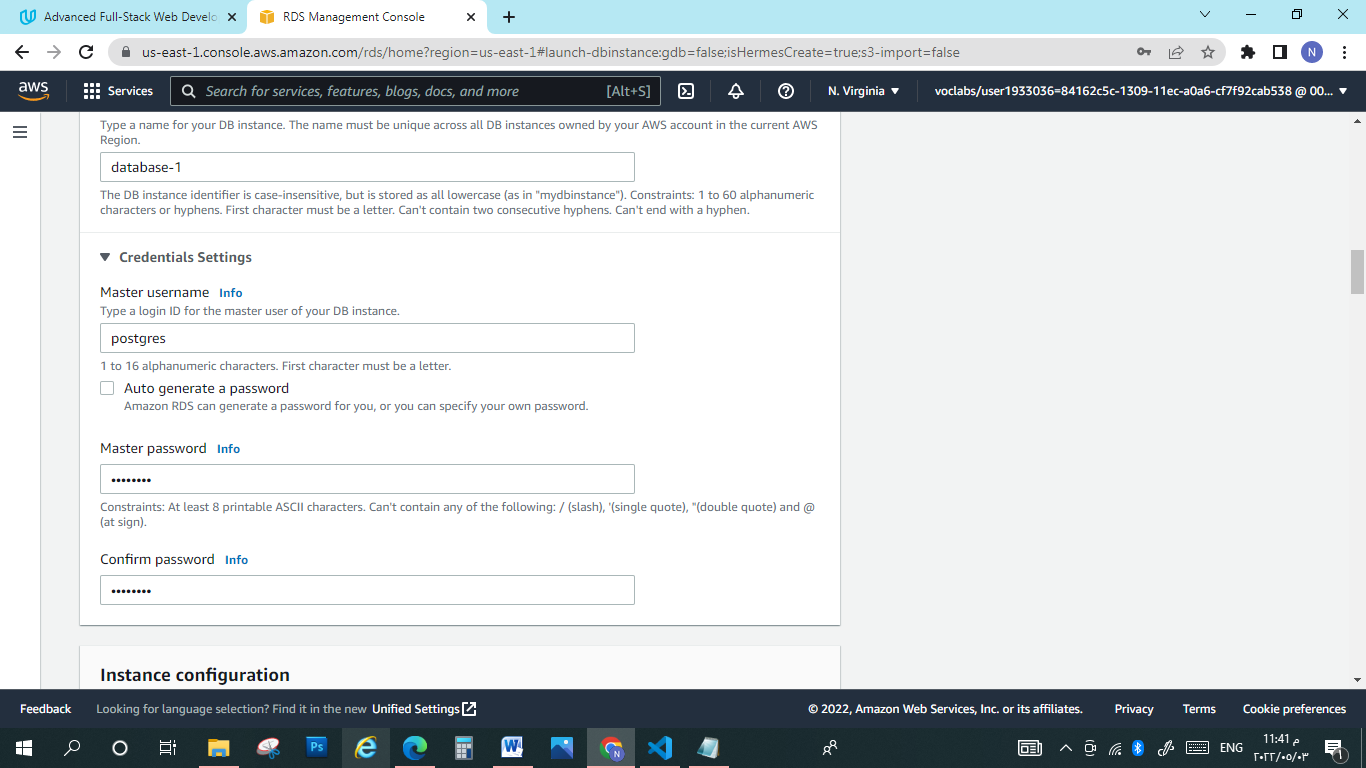 Advanced Full-Stack Web Develo
RDS Management Console
us-east-1.console.aws.amazon.com/rds/home?region=us-east-1#launch-dbinstance:gdb=false;isHermesCreate=true;s3-import=false
N
aws
Services
Search for services, features, blogs, docs, and more
[Alt+S]
N. Virginia
voclabs/user1933036=84162c5c-1309-11ec-a0a6-cf7f92cab538 @ 00...
Type a name for your DB instance. The name must be unique across all DB instances owned by your AWS account in the current AWS
Region.
database-1
The DB instance identifier is case-insensitive, but is stored as all lowercase (as in "mydbinstance"). Constraints: 1 to 60 alphanumeric
characters or hyphens. First character must be a letter. Can't contain two consecutive hyphens. Can't end with a hyphen.
Credentials Settings
Master username Info
Type a login ID for the master user of your DB instance.
postgres
1 to 16 alphanumeric characters. First character must be a letter.
Auto generate a password
Amazon RDS can generate a password for you, or you can specify your own password.
Master password Info
••••••••
Constraints: At least 8 printable ASCII characters. Can't contain any of the following: / (slash), '(single quote), "(double quote) and @
(at sign).
Confirm password Info
••••••••
Instance configuration
Feedback
Looking for language selection? Find it in the new Unified Settings
© 2022, Amazon Web Services, Inc. or its affiliates.
Privacy
Terms
Cookie preferences
Ps
W
N
ENG
11:41 م
٢٠٢٢/٠٥/٠٣
1